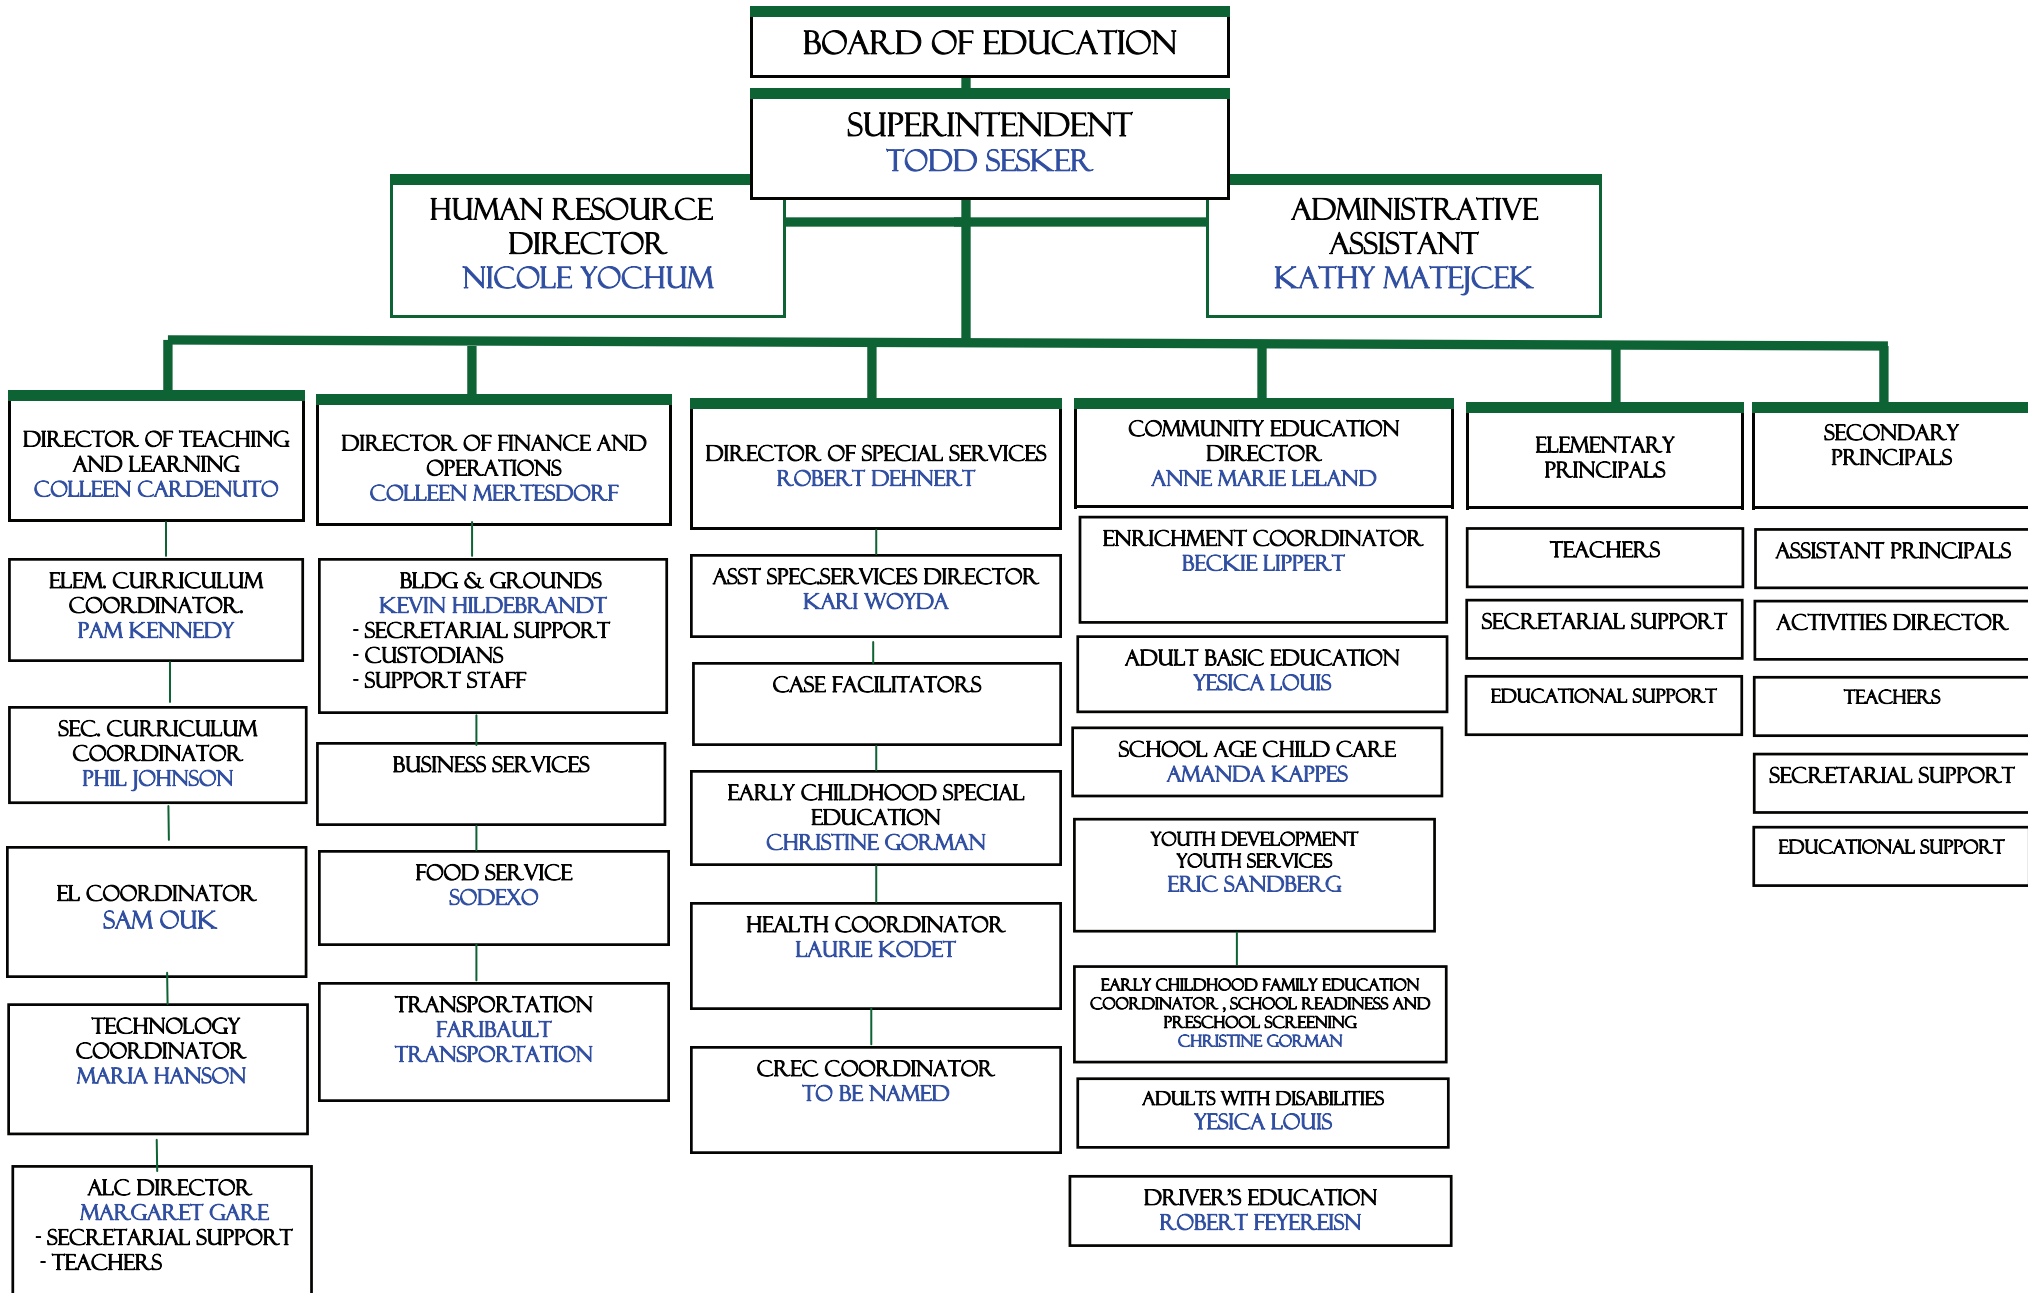 BOARD OF EDUCATION
SUPERINTENDENT
TODD SESKER
HUMAN RESOURCE
DIRECTOR
NICOLE YOCHUM
ADMINISTRATIVE
ASSISTANT
KATHY MATEJCEK
DIRECTOR OF TEACHING
AND LEARNING
COLLEEN CARDENUTO
ELEM. CURRICULUM
COORDINATOR.
PAM KENNEDY
SEC. CURRICULUM
COORDINATOR
PHIL JOHNSON
EL COORDINATOR
SAM OUK
TECHNOLOGY
COORDINATOR
MARIA HANSON
ALC DIRECTOR
MARGARET GARE
- SECRETARIAL SUPPORT
- TEACHERS
DIRECTOR OF FINANCE AND
OPERATIONS
COLLEEN MERTESDORF
BLDG & GROUNDS
KEVIN HILDEBRANDT
- SECRETARIAL SUPPORT
- CUSTODIANS
- SUPPORT STAFF
BUSINESS SERVICES
FOOD SERVICE
SODEXO
TRANSPORTATION
FARIBAULT
TRANSPORTATION
DIRECTOR OF SPECIAL SERVICES
ROBERT DEHNERT
ASST SPEC.SERVICES DIRECTOR
KARI WOYDA
CASE FACILITATORS
EARLY CHILDHOOD SPECIAL
EDUCATION
CHRISTINE GORMAN
HEALTH COORDINATOR
LAURIE KODET
CREC COORDINATOR
TO BE NAMED
COMMUNITY EDUCATION
DIRECTOR
ANNE MARIE LELAND
ENRICHMENT COORDINATOR
BECKIE LIPPERT
ADULT BASIC EDUCATION
YESICA LOUIS
SCHOOL AGE CHILD CARE
AMANDA KAPPES
YOUTH DEVELOPMENT
YOUTH SERVICES
ERIC SANDBERG
EARLY CHILDHOOD FAMILY EDUCATION
COORDINATOR , SCHOOL READINESS AND
PRESCHOOL SCREENING
CHRISTINE GORMAN
ADULTS WITH DISABILITIES
YESICA LOUIS
DRIVER'S EDUCATION
ROBERT FEYEREISN
ELEMENTARY
PRINCIPALS
TEACHERS
SECRETARIAL SUPPORT
EDUCATIONAL SUPPORT
SECONDARY
PRINCIPALS
ASSISTANT PRINCIPALS
ACTIVITIES DIRECTOR
TEACHERS
SECRETARIAL SUPPORT
EDUCATIONAL SUPPORT